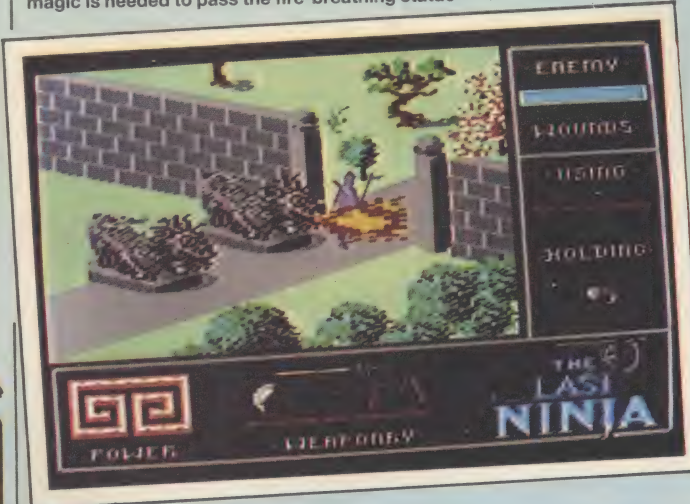 magic is needed to pass the fire-breathing statue
ENEMY
WOUNDS
USING
HOLDING
POWER
WEAPONRY
THE
LAST
NINJA